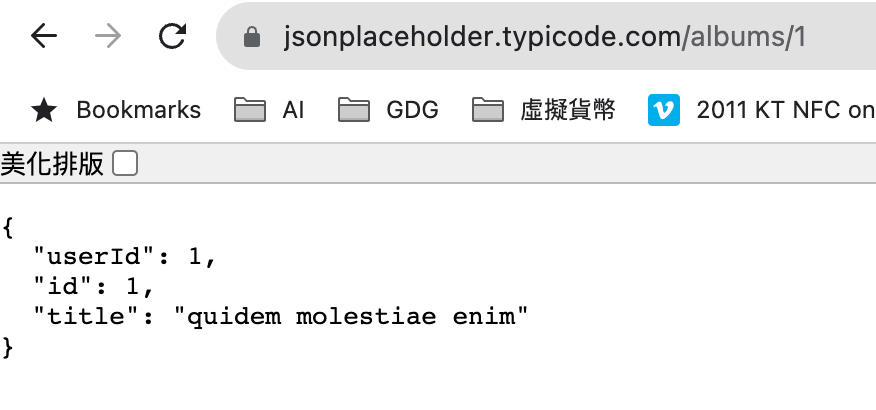 jsonplaceholder.typicode.com/albums/1
Bookmarks AI GDG 虛擬貨幣 2011 KT NFC on
美化排版
{
"userId": 1,
"id": 1,
"title": "quidem molestiae enim"
}